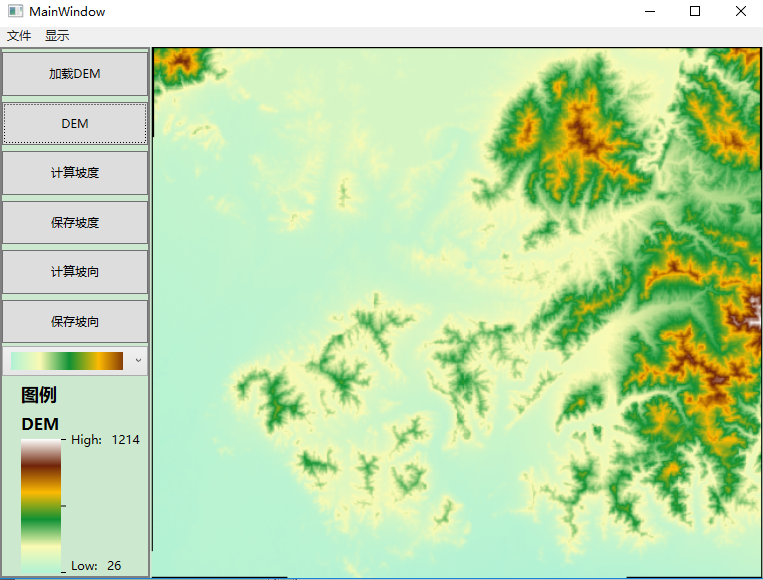 MainWindow
文件 显示
加载DEM
DEM
计算坡度
保存坡度
计算坡向
保存坡向
图例
DEM
High: 1214
Low: 26